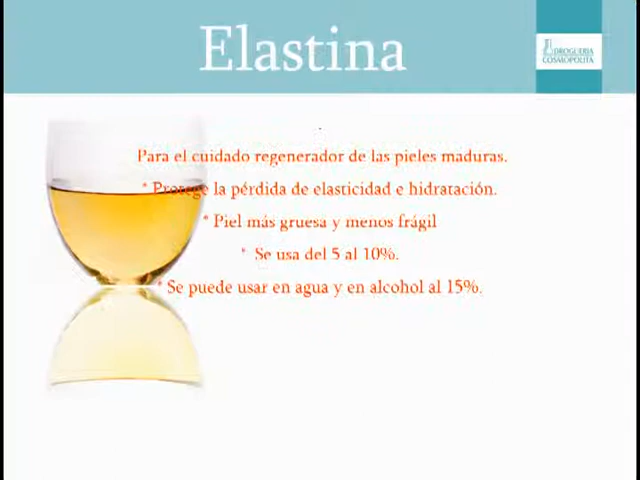 Elastina
DROGUERIA
COSMOPOLITA
Para el cuidado regenerador de las pieles maduras.
* Protege la pérdida de elasticidad e hidratación.
* Piel más gruesa y menos frágil
* Se usa del 5 al 10%.
* Se puede usar en agua y en alcohol al 15%.